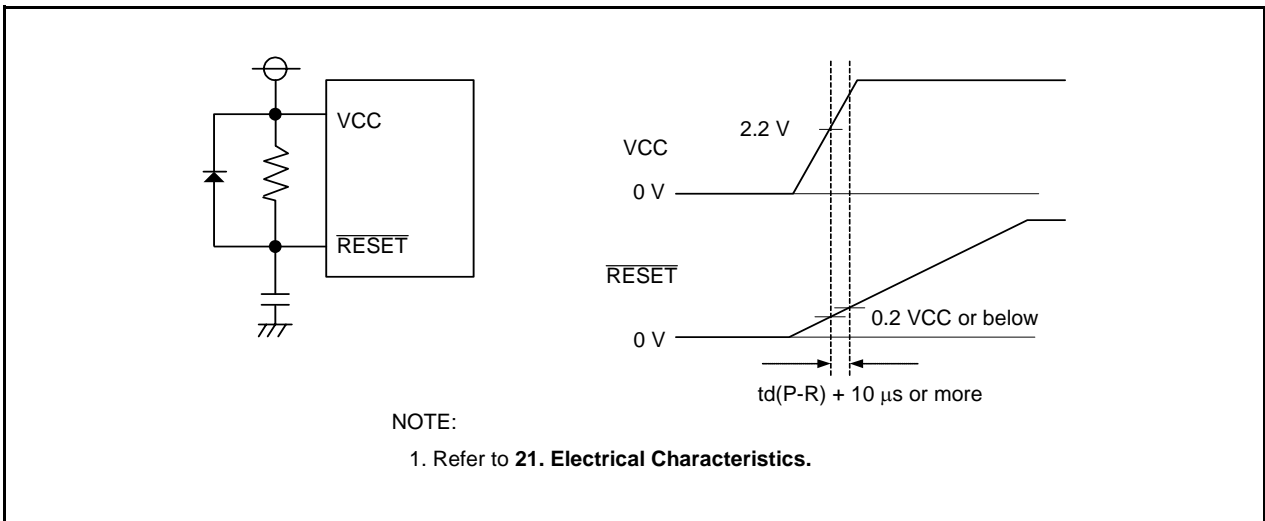 VCC
RESET
2.2 V
VCC
0 V
RESET
0.2 VCC or below
0 V
td(P-R) + 10 μs or more
NOTE:
1. Refer to 21. Electrical Characteristics.